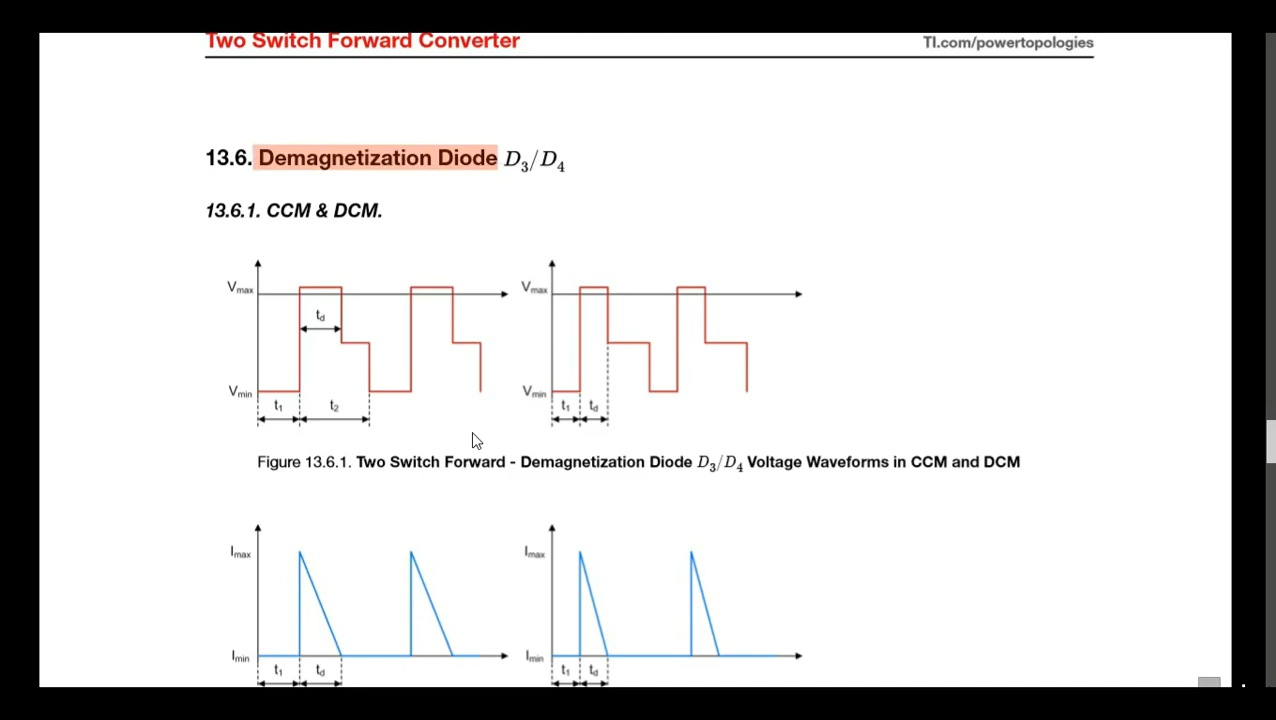 Two Switch Forward Converter TI.com/powertopologies
13.6. Demagnetization Diode D3/D4
13.6.1. CCM & DCM.
Vmax Vmax
td
Vmin Vmin
t1 t2 t1 td
Figure 13.6.1. Two Switch Forward - Demagnetization Diode D3/D4 Voltage Waveforms in CCM and DCM
Imax Imax
Imin Imin
t1 td t1 td